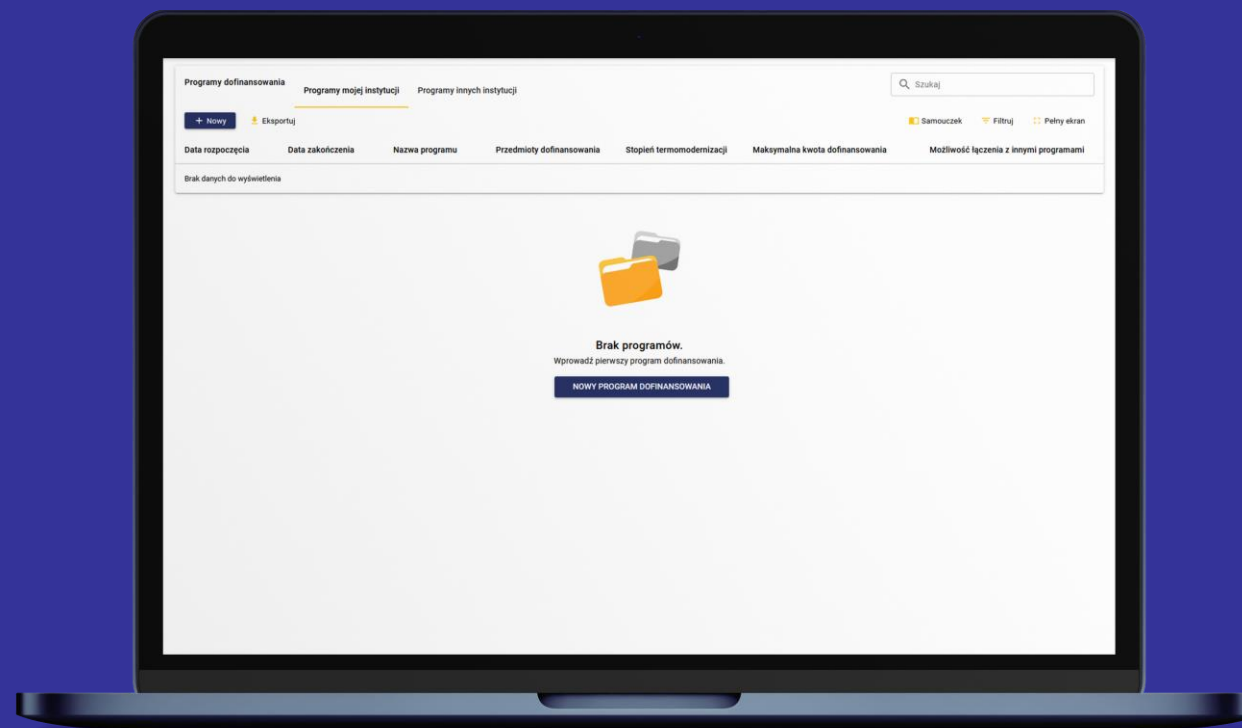 Programy dofinansowania
Programy mojej instytucji Programy innych instytucji
Szukaj
+ Nowy Eksportuj
Samouczek Filtruj Pełny ekran
Data rozpoczęcia Data zakończenia Nazwa programu Przedmioty dofinansowania Stopień termomodernizacji Maksymalna kwota dofinansowania Możliwość łączenia z innymi programami
Brak danych do wyświetlenia
Brak programów.
Wprowadź pierwszy program dofinansowania.
NOWY PROGRAM DOFINANSOWANIA